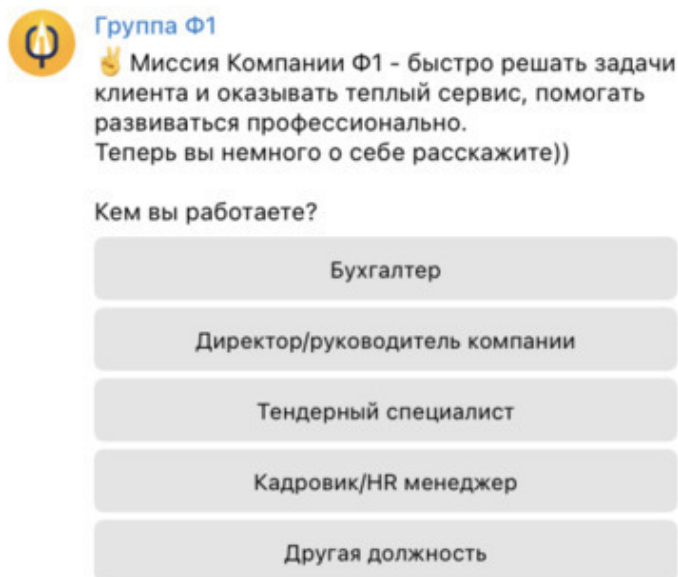 Группа Ф1
✌ Миссия Компании Ф1 - быстро решать задачи
клиента и оказывать теплый сервис, помогать
развиваться профессионально.
Теперь вы немного о себе расскажите))
Кем вы работаете?
Бухгалтер
Директор/руководитель компании
Тендерный специалист
Кадровик/HR менеджер
Другая должность